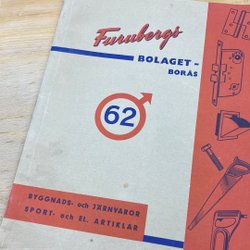 Furubergs
BOLAGET-
BORÅS
62
BYGGNADS- och JÄRNVAROR
SPORT- och EL. ARTIKLAR